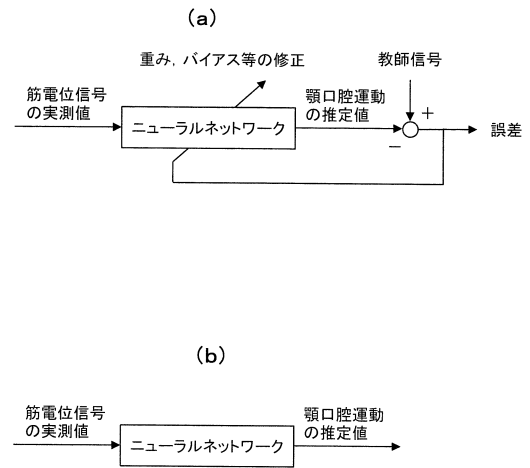 (a)
重み,バイアス等の修正
教師信号
筋電位信号
の実測値
ニューラルネットワーク
顎口腔運動
の推定値
+
−
誤差
(b)
筋電位信号
の実測値
ニューラルネットワーク
顎口腔運動
の推定値